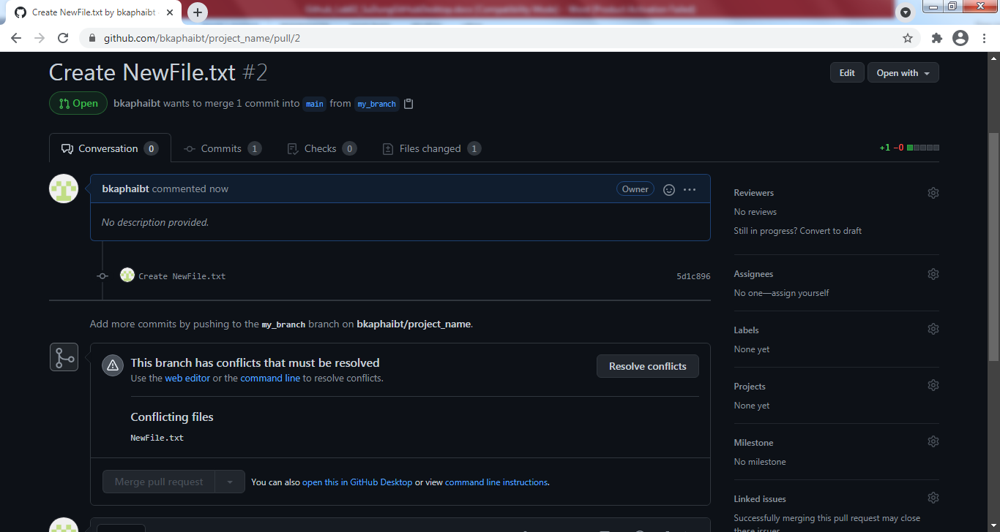 Create NewFile.txt by bkaphaibt
github.com/bkaphaibt/project_name/pull/2
Create NewFile.txt #2
Edit
Open with
Open
bkaphaibt wants to merge 1 commit into main from my_branch
Conversation 0
Commits 1
Checks 0
Files changed 1
+1 −0
bkaphaibt commented now
Owner
No description provided.
Create NewFile.txt
5d1c896
Add more commits by pushing to the my_branch branch on bkaphaibt/project_name.
This branch has conflicts that must be resolved
Use the web editor or the command line to resolve conflicts.
Resolve conflicts
Conflicting files
NewFile.txt
Merge pull request
You can also open this in GitHub Desktop or view command line instructions.
Reviewers
No reviews
Still in progress? Convert to draft
Assignees
No one—assign yourself
Labels
None yet
Projects
None yet
Milestone
No milestone
Linked issues
Successfully merging this pull request may close
these issues.